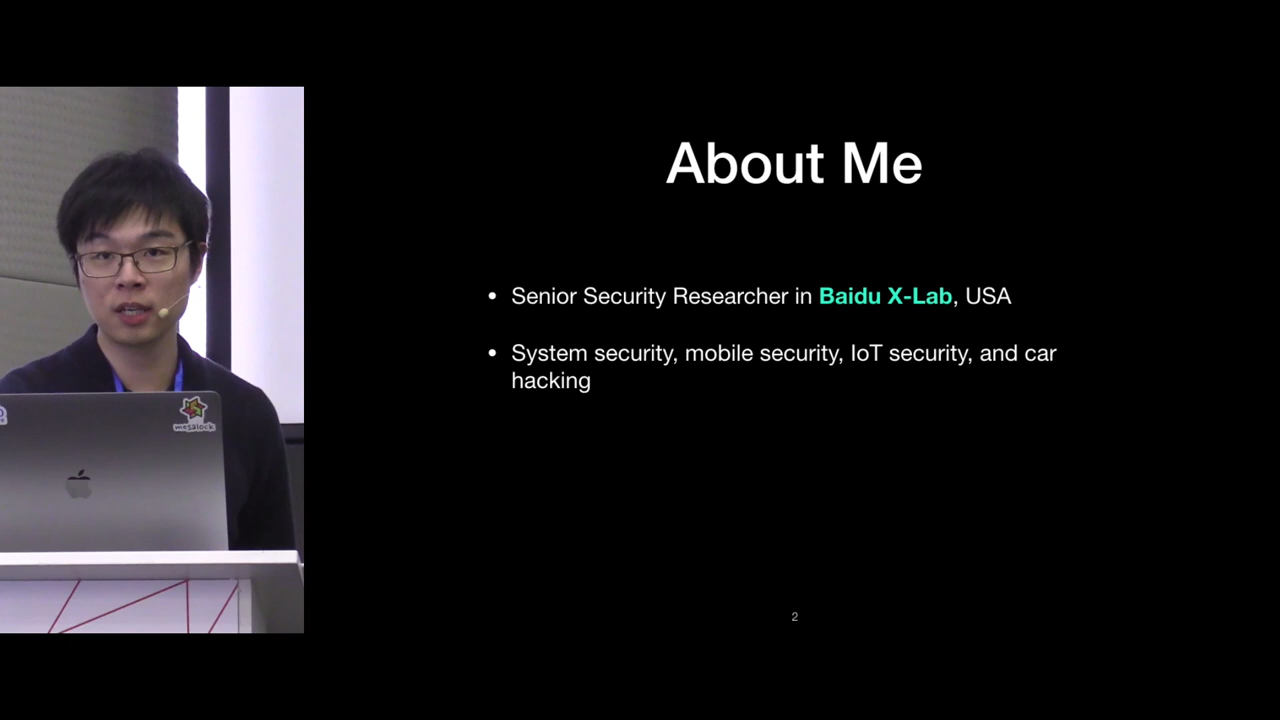 About Me
• Senior Security Researcher in Baidu X-Lab, USA
• System security, mobile security, IoT security, and car
hacking
mesalock
2